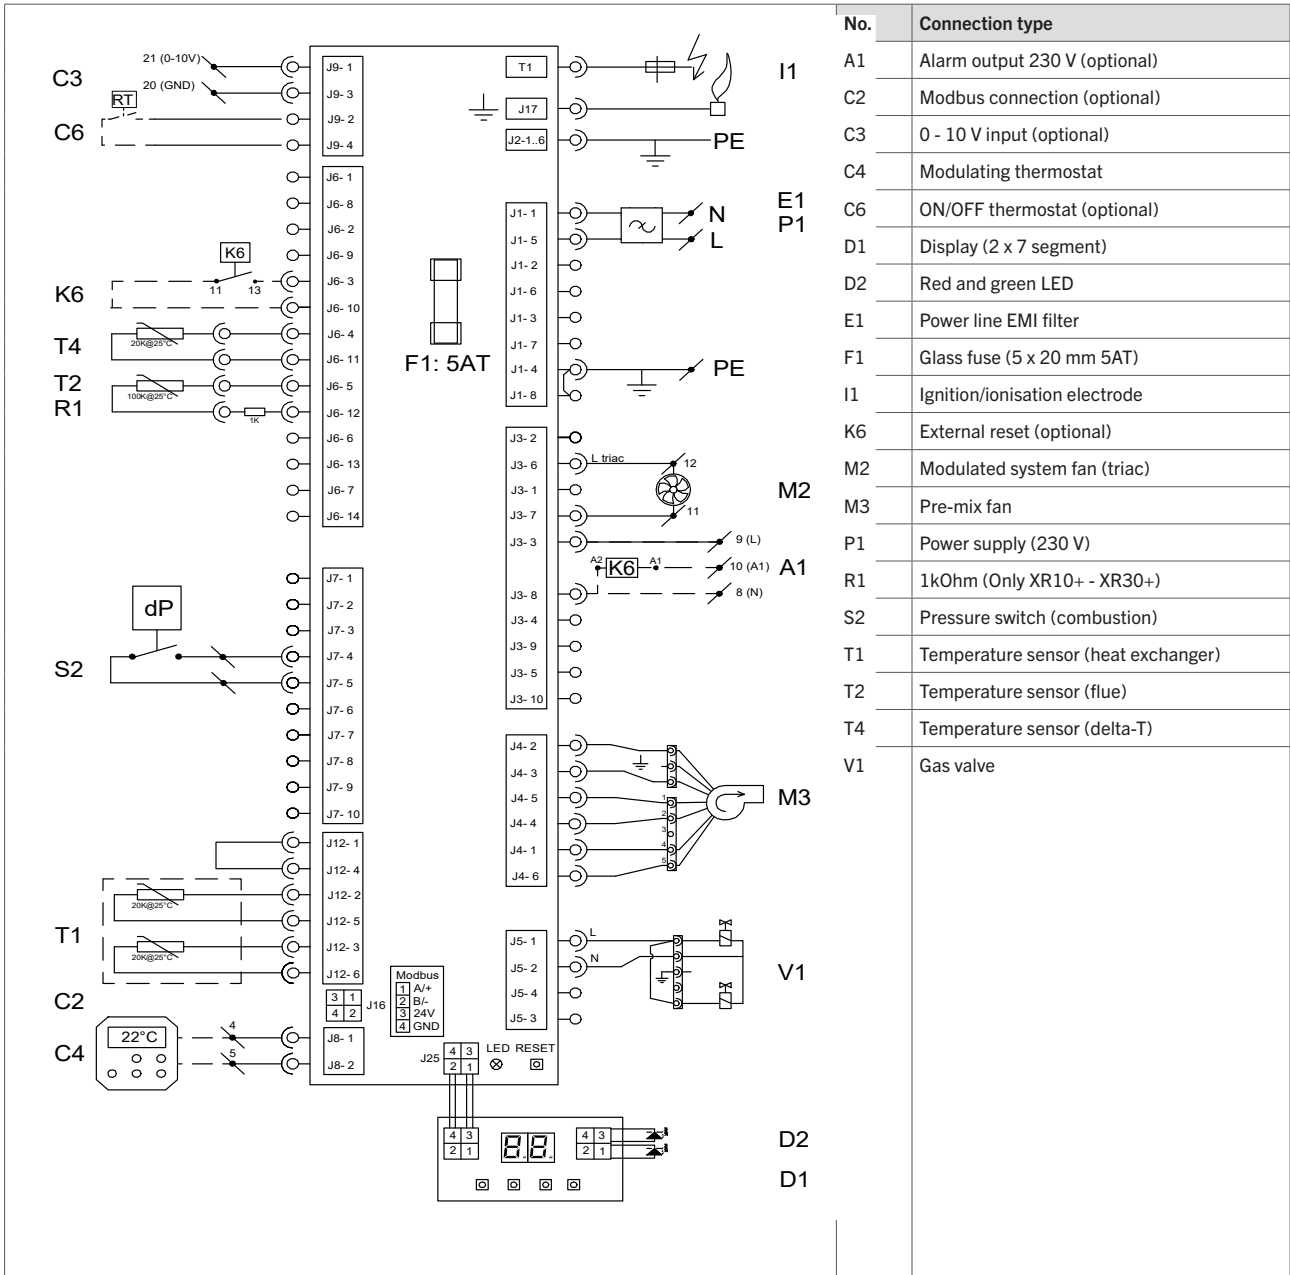 C3
21 (0-10V)
20 (GND)
RT
C6
J9- 1
J9- 3
J9- 2
J9- 4
J6- 1
J6- 8
J6- 2
J6- 9
J6- 3
J6- 10
J6- 4
J6- 11
J6- 5
J6- 12
J6- 6
J6- 13
J6- 7
J6- 14
K6
K6
11 13
T4
20K@25°C
T2
R1
100K@25°C
1K
F1: 5AT
J7- 1
J7- 2
J7- 3
J7- 4
J7- 5
J7- 6
J7- 7
J7- 8
J7- 9
J7- 10
dP
S2
J12- 1
J12- 4
J12- 2
J12- 5
J12- 3
J12- 6
T1
20K@25°C
20K@25°C
C2
3 1
4 2
J16
Modbus
1 A/+
2 B/-
3 24V
4 GND
C4
22°C
4
5
J8- 1
J8- 2
J25
4 3
2 1
LED RESET
T1
I1
J17
J2-1..6
PE
J1- 1
J1- 5
J1- 2
J1- 6
J1- 3
J1- 7
J1- 4
J1- 8
N
L
E1
P1
PE
J3- 2
J3- 6
J3- 1
J3- 7
J3- 3
J3- 8
J3- 4
J3- 9
J3- 5
J3- 10
L triac
12
11
M2
9 (L)
A2 K6 A1
10 (A1)
A1
8 (N)
J4- 2
J4- 3
J4- 5
J4- 4
J4- 1
J4- 6
1
2
3
4
5
M3
J5- 1
J5- 2
J5- 4
J5- 3
L
N
V1
4 3
2 1
8.8.
4 3
2 1
D2
D1
No. Connection type
A1 Alarm output 230 V (optional)
C2 Modbus connection (optional)
C3 0 - 10 V input (optional)
C4 Modulating thermostat
C6 ON/OFF thermostat (optional)
D1 Display (2 x 7 segment)
D2 Red and green LED
E1 Power line EMI filter
F1 Glass fuse (5 x 20 mm 5AT)
I1 Ignition/ionisation electrode
K6 External reset (optional)
M2 Modulated system fan (triac)
M3 Pre-mix fan
P1 Power supply (230 V)
R1 1kOhm (Only XR10+ - XR30+)
S2 Pressure switch (combustion)
T1 Temperature sensor (heat exchanger)
T2 Temperature sensor (flue)
T4 Temperature sensor (delta-T)
V1 Gas valve